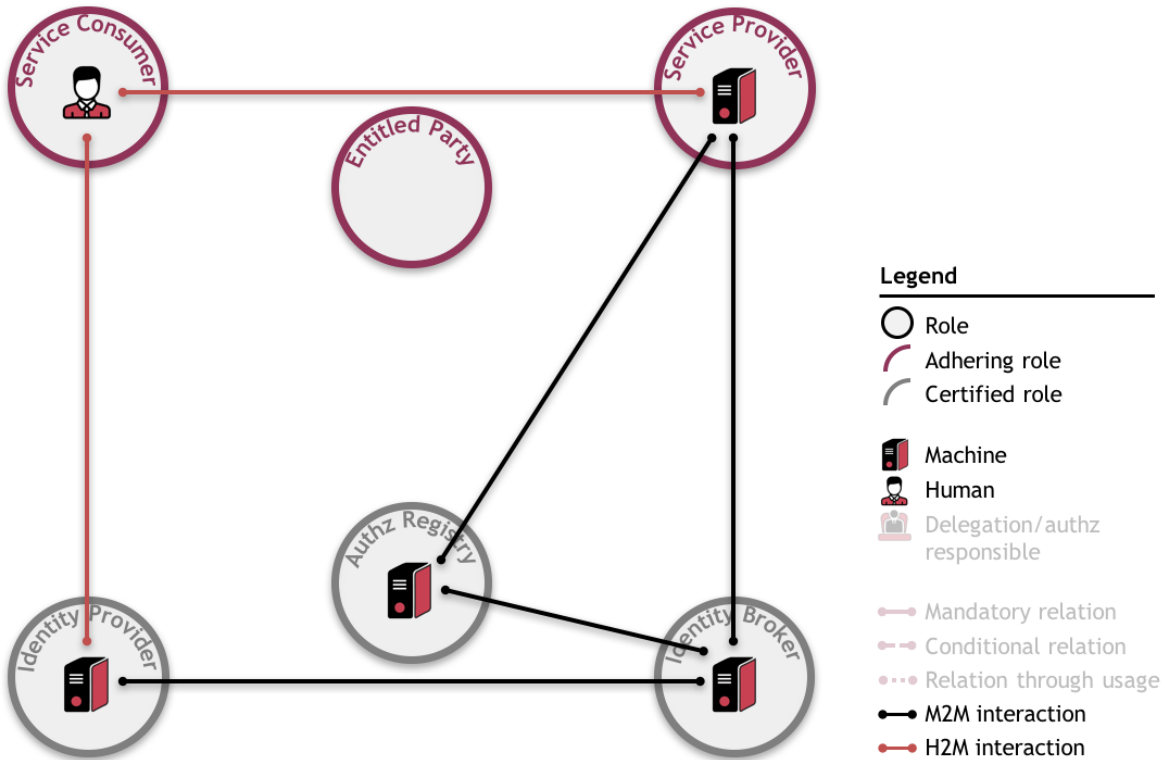 Service Consumer
Service Provider
Entitled Party
Authz Registry
Identity Provider
Identity Broker
Legend
Role
Adhering role
Certified role
Machine
Human
Delegation/authz
responsible
Mandatory relation
Conditional relation
Relation through usage
M2M interaction
H2M interaction